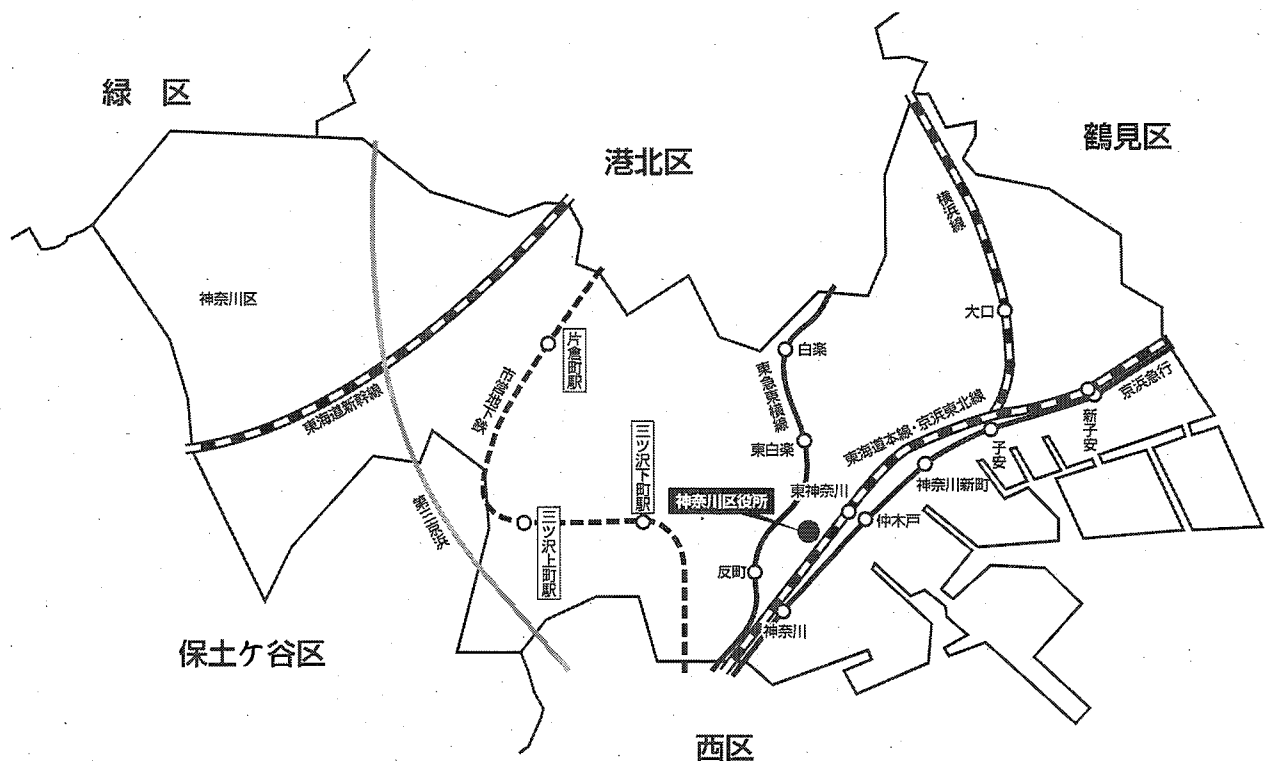 緑 区
港北区
鶴見区
横浜線
神奈川区
大口
片倉町駅
白楽
市営地下鉄
東急東横線
東海道新幹線
京浜急行
東海道本線・京浜東北線
新子安
子安
三ツ沢下町駅
東白楽
神奈川新町
東神奈川
神奈川区役所
仲木戸
第三京浜
三ツ沢上町駅
反町
神奈川
保土ケ谷区
西区